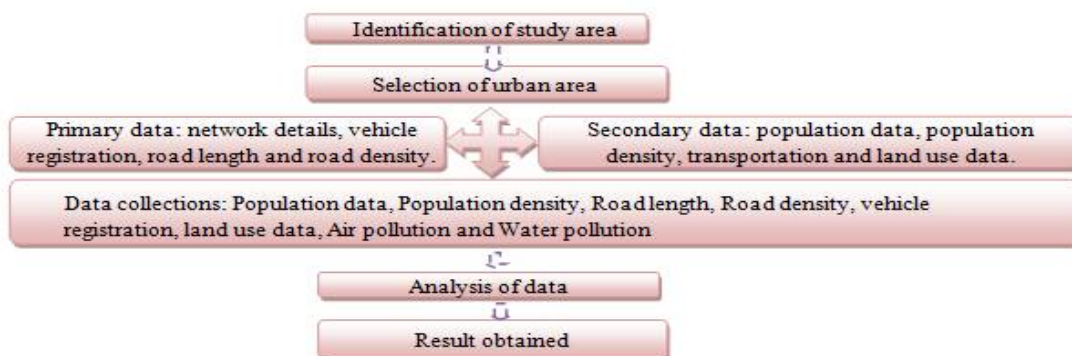 Identification of study area
Selection of urban area
Primary data: network details, vehicle
registration, road length and road density.
Secondary data: population data, population
density, transportation and land use data.
Data collections: Population data, Population density, Road length, Road density, vehicle
registration, land use data, Air pollution and Water pollution
Analysis of data
Result obtained